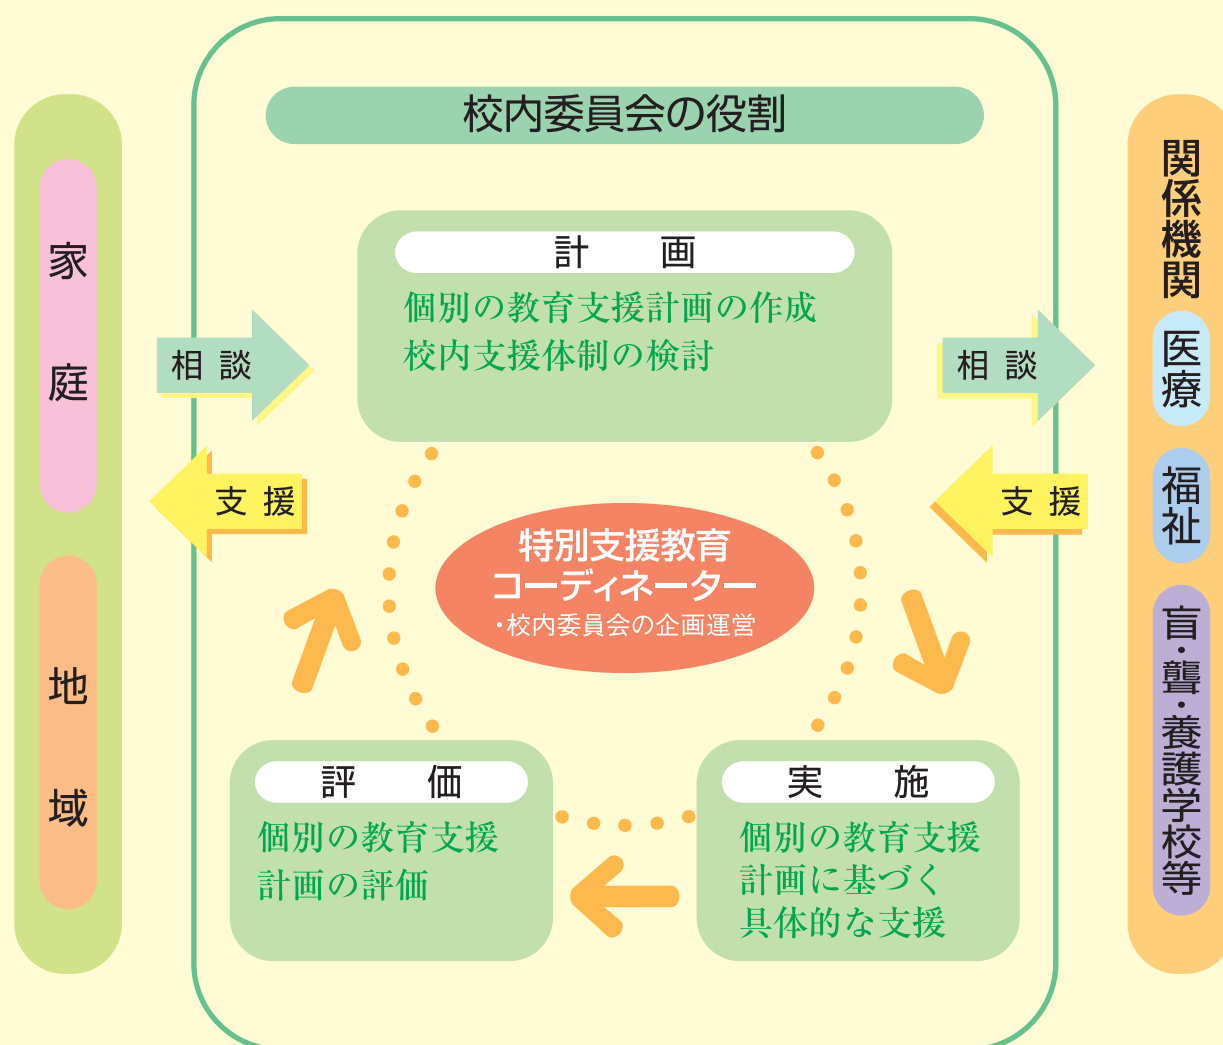 校内委員会の役割
家庭
地域
相談
支援
計画
個別の教育支援計画の作成
校内支援体制の検討
特別支援教育
コーディネーター
・校内委員会の企画運営
評価
個別の教育支援
計画の評価
実施
個別の教育支援
計画に基づく
具体的な支援
相談
支援
関係機関
医療
福祉
盲・聾・養護学校等